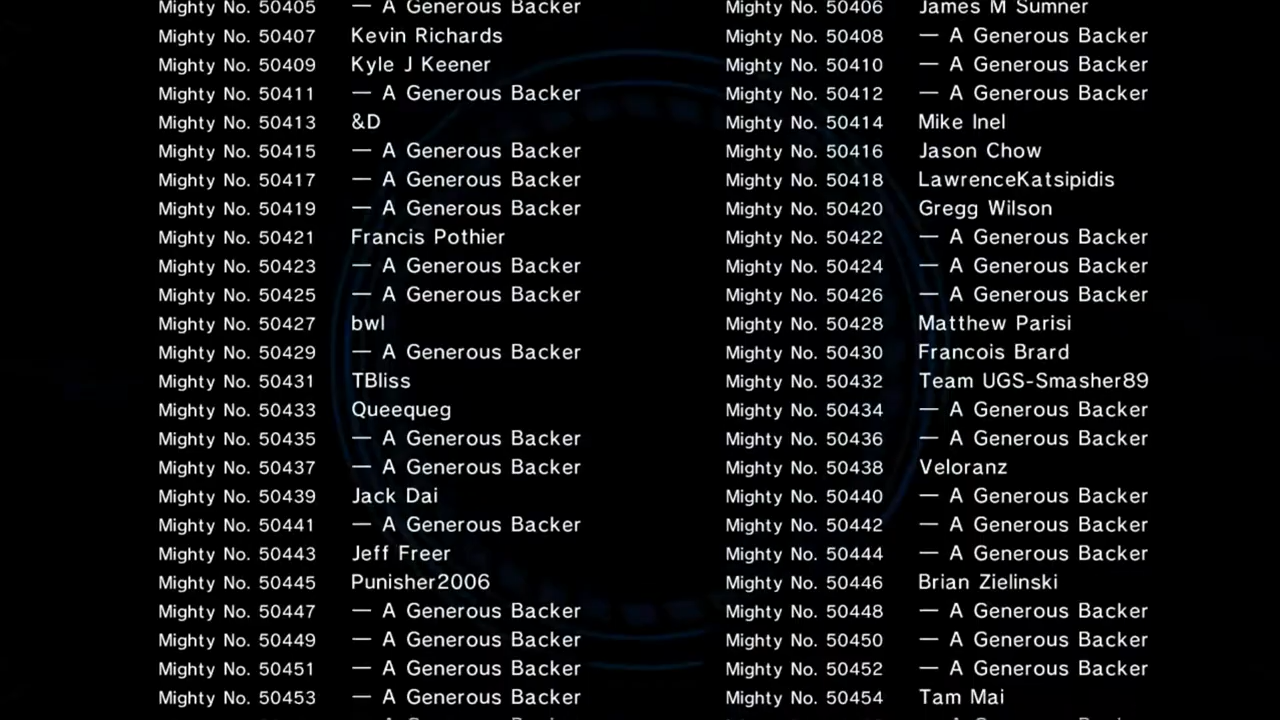 Mighty No. 50405 — A Generous Backer Mighty No. 50406 James M Sumner
Mighty No. 50407 Kevin Richards Mighty No. 50408 — A Generous Backer
Mighty No. 50409 Kyle J Keener Mighty No. 50410 — A Generous Backer
Mighty No. 50411 — A Generous Backer Mighty No. 50412 — A Generous Backer
Mighty No. 50413 &D Mighty No. 50414 Mike Inel
Mighty No. 50415 — A Generous Backer Mighty No. 50416 Jason Chow
Mighty No. 50417 — A Generous Backer Mighty No. 50418 LawrenceKatsipidis
Mighty No. 50419 — A Generous Backer Mighty No. 50420 Gregg Wilson
Mighty No. 50421 Francis Pothier Mighty No. 50422 — A Generous Backer
Mighty No. 50423 — A Generous Backer Mighty No. 50424 — A Generous Backer
Mighty No. 50425 — A Generous Backer Mighty No. 50426 — A Generous Backer
Mighty No. 50427 bwl Mighty No. 50428 Matthew Parisi
Mighty No. 50429 — A Generous Backer Mighty No. 50430 Francois Brard
Mighty No. 50431 TBliss Mighty No. 50432 Team UGS-Smasher89
Mighty No. 50433 Queequeg Mighty No. 50434 — A Generous Backer
Mighty No. 50435 — A Generous Backer Mighty No. 50436 — A Generous Backer
Mighty No. 50437 — A Generous Backer Mighty No. 50438 Veloranz
Mighty No. 50439 Jack Dai Mighty No. 50440 — A Generous Backer
Mighty No. 50441 — A Generous Backer Mighty No. 50442 — A Generous Backer
Mighty No. 50443 Jeff Freer Mighty No. 50444 — A Generous Backer
Mighty No. 50445 Punisher2006 Mighty No. 50446 Brian Zielinski
Mighty No. 50447 — A Generous Backer Mighty No. 50448 — A Generous Backer
Mighty No. 50449 — A Generous Backer Mighty No. 50450 — A Generous Backer
Mighty No. 50451 — A Generous Backer Mighty No. 50452 — A Generous Backer
Mighty No. 50453 — A Generous Backer Mighty No. 50454 Tam Mai